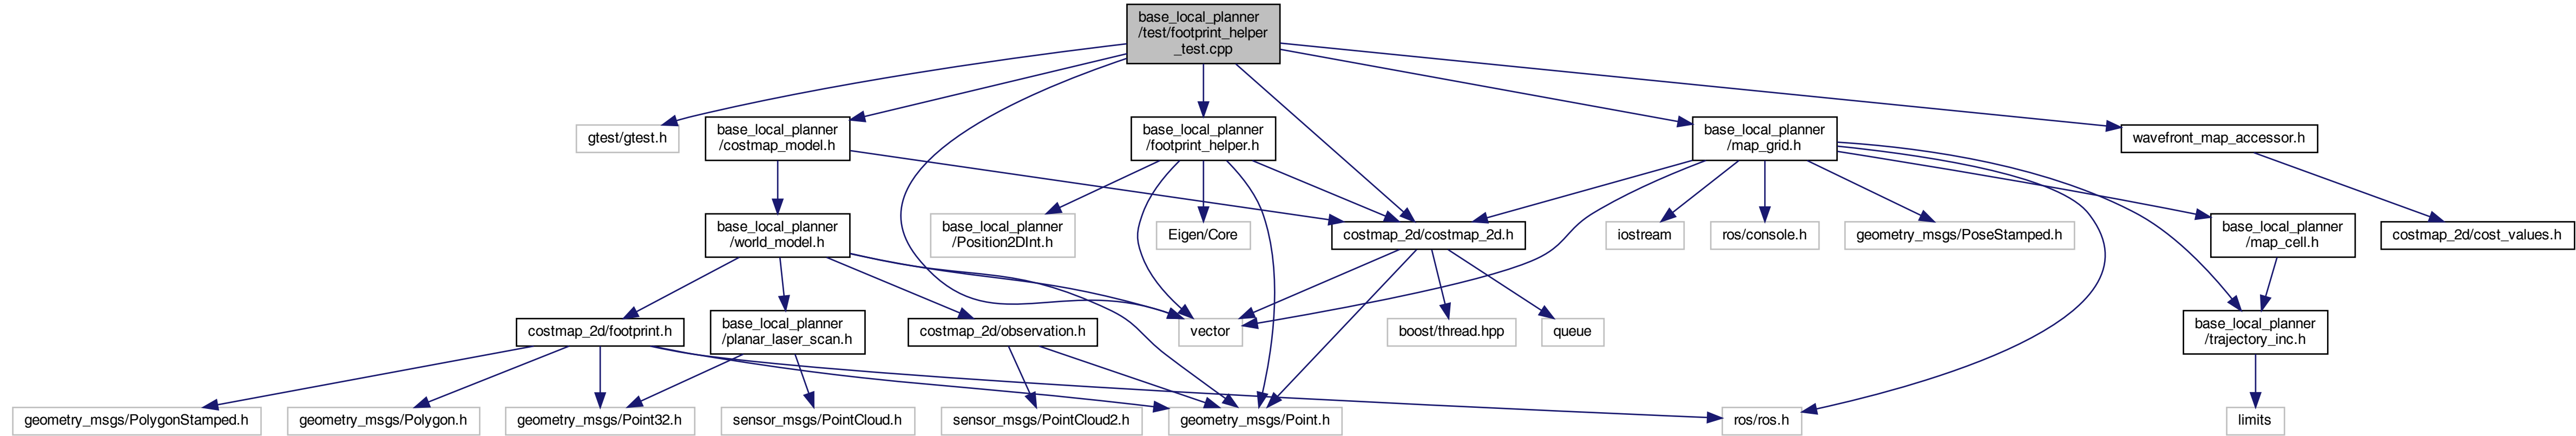 base_local_planner
/test/footprint_helper
_test.cpp
gtest/gtest.h
base_local_planner
/costmap_model.h
base_local_planner
/footprint_helper.h
base_local_planner
/map_grid.h
wavefront_map_accessor.h
base_local_planner
/world_model.h
base_local_planner
/Position2DInt.h
Eigen/Core
costmap_2d/costmap_2d.h
iostream
ros/console.h
geometry_msgs/PoseStamped.h
base_local_planner
/map_cell.h
costmap_2d/cost_values.h
costmap_2d/footprint.h
base_local_planner
/planar_laser_scan.h
costmap_2d/observation.h
vector
boost/thread.hpp
queue
base_local_planner
/trajectory_inc.h
geometry_msgs/PolygonStamped.h
geometry_msgs/Polygon.h
geometry_msgs/Point32.h
sensor_msgs/PointCloud.h
sensor_msgs/PointCloud2.h
geometry_msgs/Point.h
ros/ros.h
limits